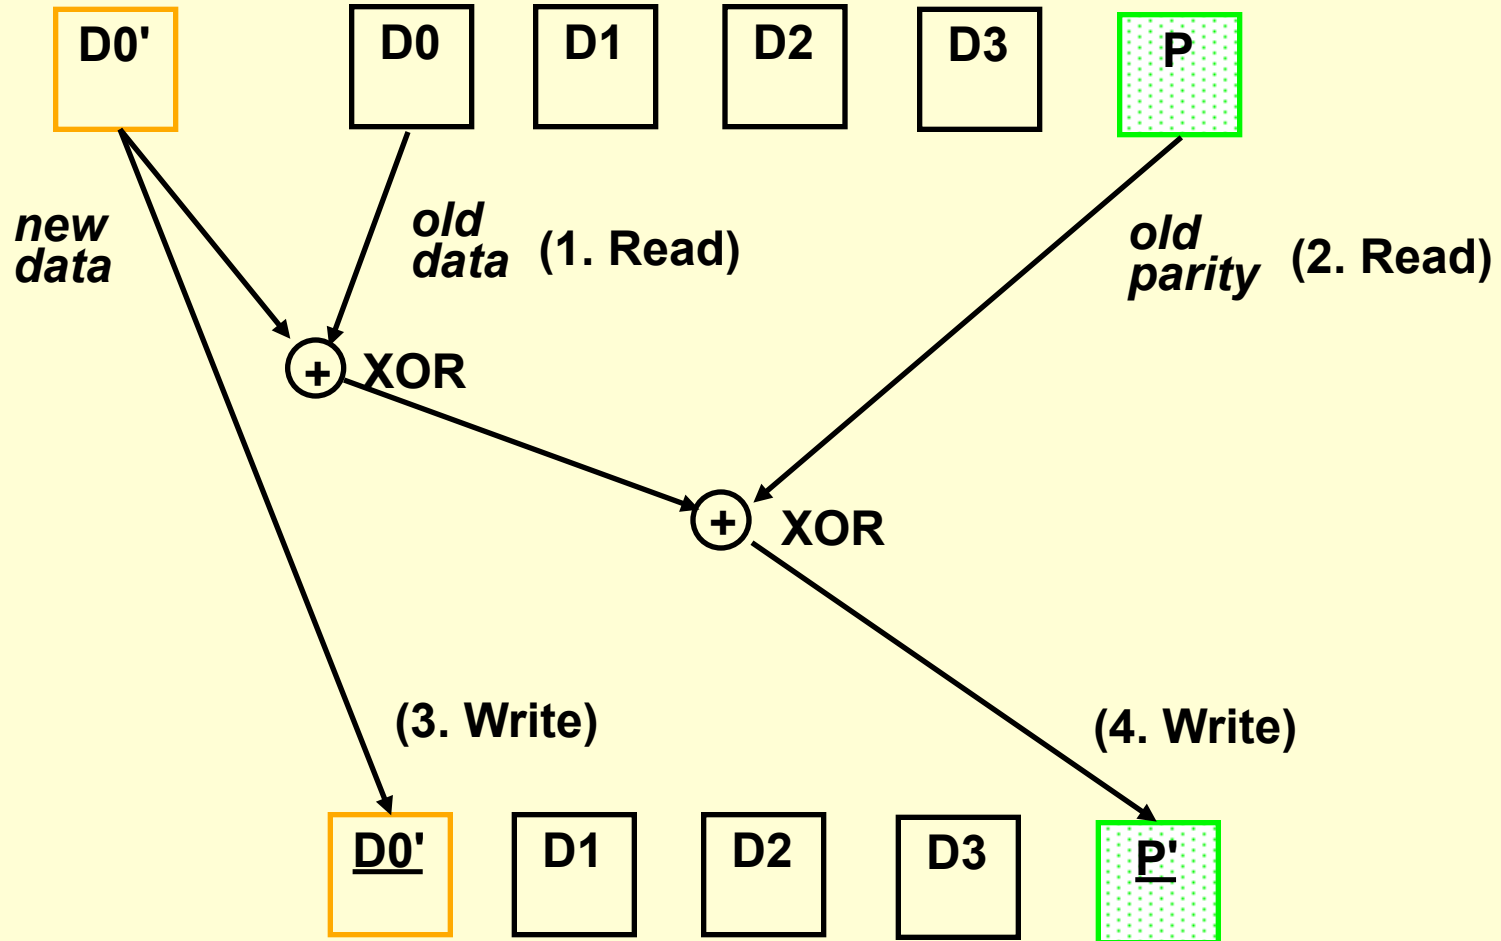 D0'
D0
D1
D2
D3
P
new
data
old
data
(1. Read)
old
parity
(2. Read)
+
XOR
+
XOR
(3. Write)
(4. Write)
D0'
D1
D2
D3
P'